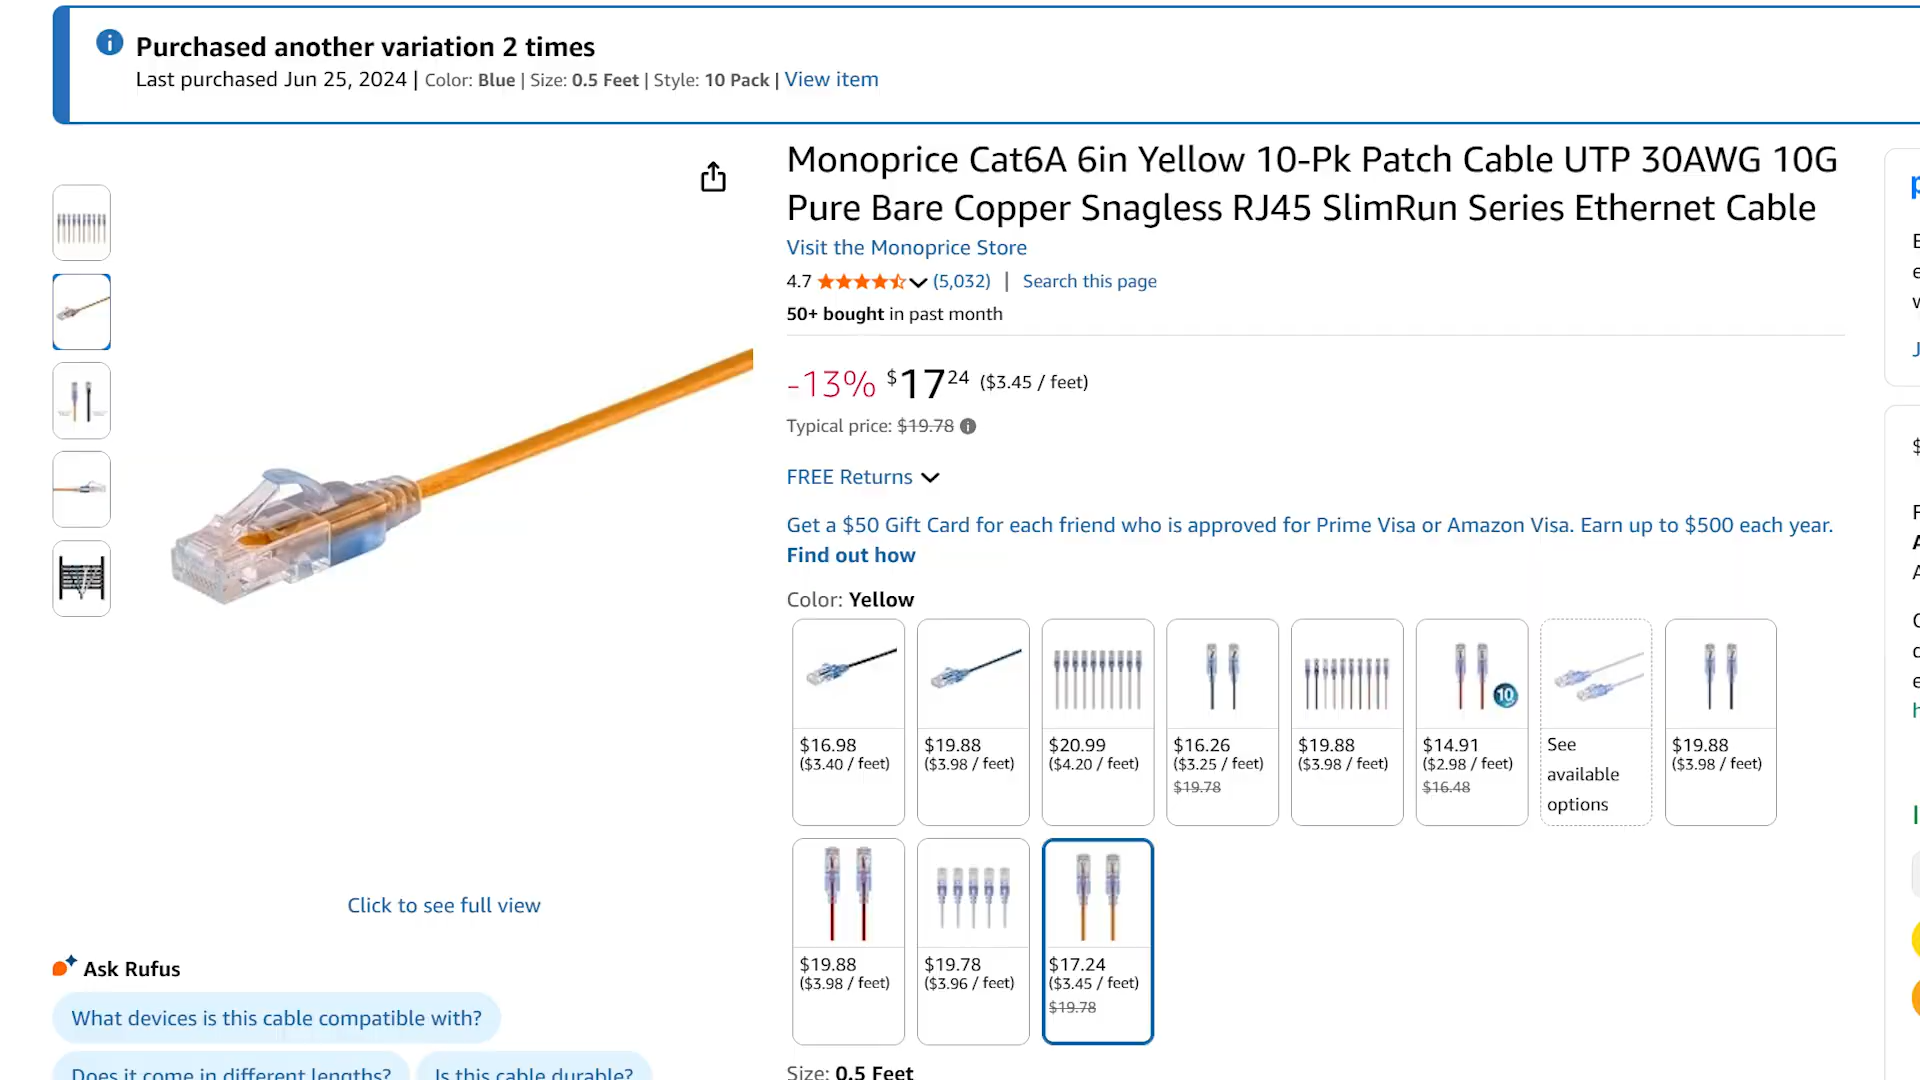 Purchased another variation 2 times
Last purchased Jun 25, 2024 | Color: Blue | Size: 0.5 Feet | Style: 10 Pack | View item
Monoprice Cat6A 6in Yellow 10-Pk Patch Cable UTP 30AWG 10G
Pure Bare Copper Snagless RJ45 SlimRun Series Ethernet Cable
Visit the Monoprice Store
4.7 (5,032) | Search this page
50+ bought in past month
-13% $17 24 ($3.45 / feet)
Typical price: $19.78
FREE Returns
Get a $50 Gift Card for each friend who is approved for Prime Visa or Amazon Visa. Earn up to $500 each year.
Find out how
Color: Yellow
10
$16.98 $19.88 $20.99 $16.26 $19.88 $14.91 See $19.88
($3.40 / feet) ($3.98 / feet) ($4.20 / feet) ($3.25 / feet) ($3.98 / feet) ($2.98 / feet) available ($3.98 / feet)
$19.78 $16.48 options
$19.88 $19.78 $17.24
($3.98 / feet) ($3.96 / feet) ($3.45 / feet)
$19.78
Click to see full view
Ask Rufus
What devices is this cable compatible with?
Does it come in different lengths? Is this cable durable?
Size: 0.5 Feet